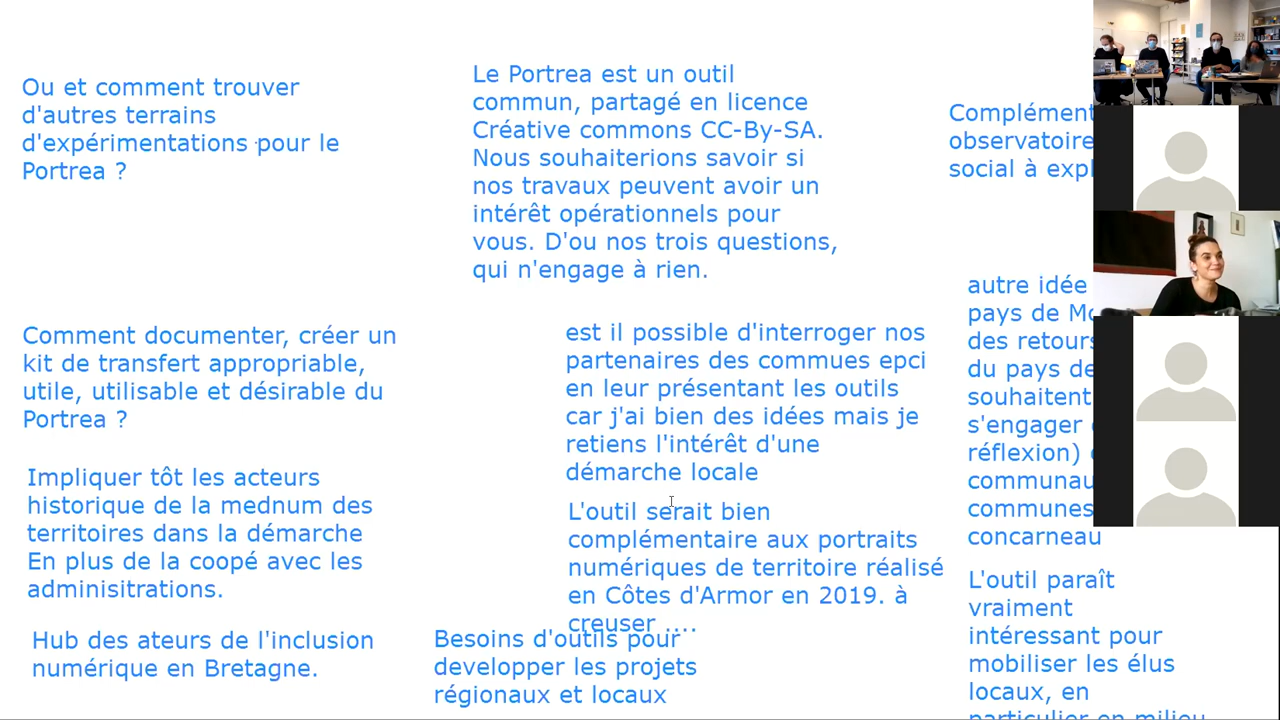 Ou et comment trouver
d'autres terrains
d'expérimentations pour le
Portrea ?
Comment documenter, créer un
kit de transfert appropriable,
utile, utilisable et désirable du
Portrea ?
Impliquer tôt les acteurs
historique de la mednum des
territoires dans la démarche
En plus de la coopé avec les
adminisitrations.
Hub des ateurs de l'inclusion
numérique en Bretagne.
Le Portrea est un outil
commun, partagé en licence
Créative commons CC-By-SA.
Nous souhaiterions savoir si
nos travaux peuvent avoir un
intérêt opérationnels pour
vous. D'ou nos trois questions,
qui n'engage à rien.
est il possible d'interroger nos
partenaires des commues epci
en leur présentant les outils
car j'ai bien des idées mais je
retiens l'intérêt d'une
démarche locale
L'outil serait bien
complémentaire aux portraits
numériques de territoire réalisé
en Côtes d'Armor en 2019. à
creuser ....
Besoins d'outils pour
developper les projets
régionaux et locaux
Complément
observatoire
social à
autre idée
pays de
des retours
du pays de
souhaitent
s'engager
réflexion)
communes
concarneau
L'outil paraît
vraiment
intéressant pour
mobiliser les élus
locaux, en
particulier en milieu